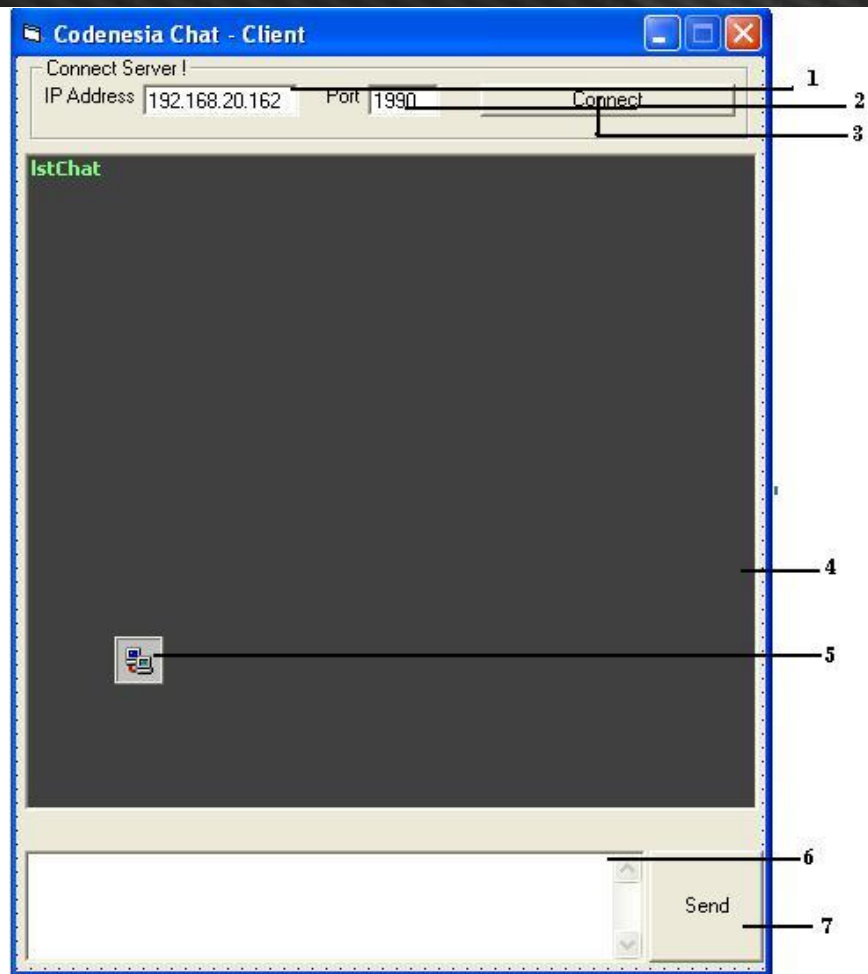 Codenesia Chat - Client
Connect Server !
IP Address 192.168.20.162 Port 1990 Connect
1
2
3
lstChat
4
5
6
Send
7